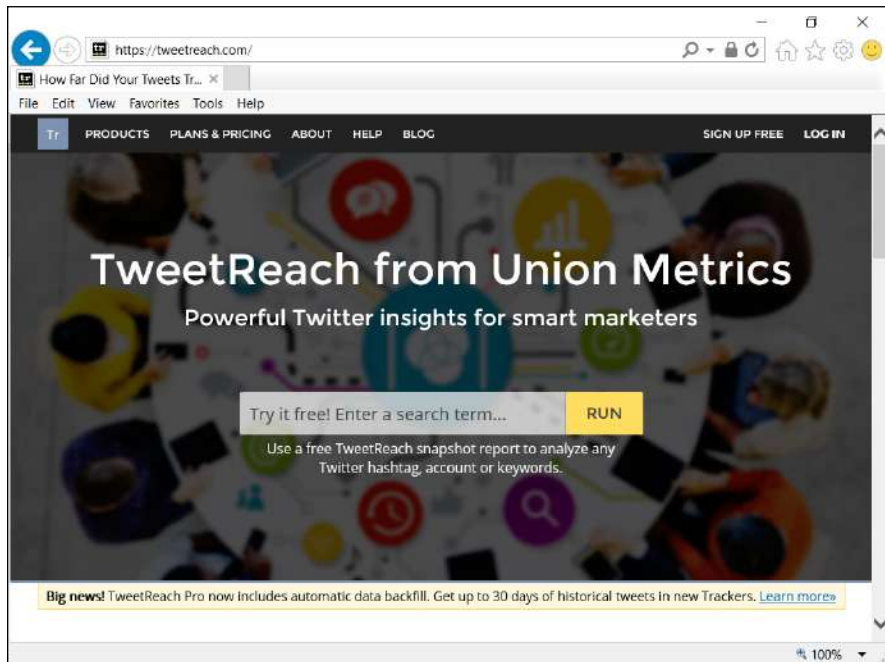 https://tweetreach.com/
How Far Did Your Tweets Tr...
File Edit View Favorites Tools Help
Tr PRODUCTS PLANS & PRICING ABOUT HELP BLOG SIGN UP FREE LOG IN
TweetReach from Union Metrics
Powerful Twitter insights for smart marketers
Try it free! Enter a search term... RUN
Use a free TweetReach snapshot report to analyze any
Twitter hashtag, account or keywords.
Big news! TweetReach Pro now includes automatic data backfill. Get up to 30 days of historical tweets in new Trackers. Learn more»
100%